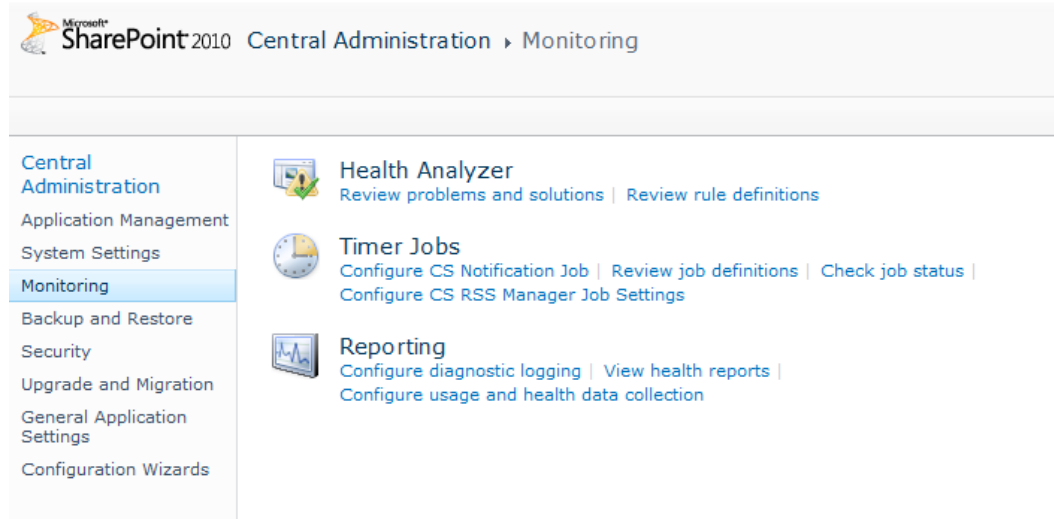 Microsoft
SharePoint 2010 Central Administration ▸ Monitoring
Central
Administration
Application Management
System Settings
Monitoring
Backup and Restore
Security
Upgrade and Migration
General Application
Settings
Configuration Wizards
Health Analyzer
Review problems and solutions | Review rule definitions
Timer Jobs
Configure CS Notification Job | Review job definitions | Check job status |
Configure CS RSS Manager Job Settings
Reporting
Configure diagnostic logging | View health reports |
Configure usage and health data collection